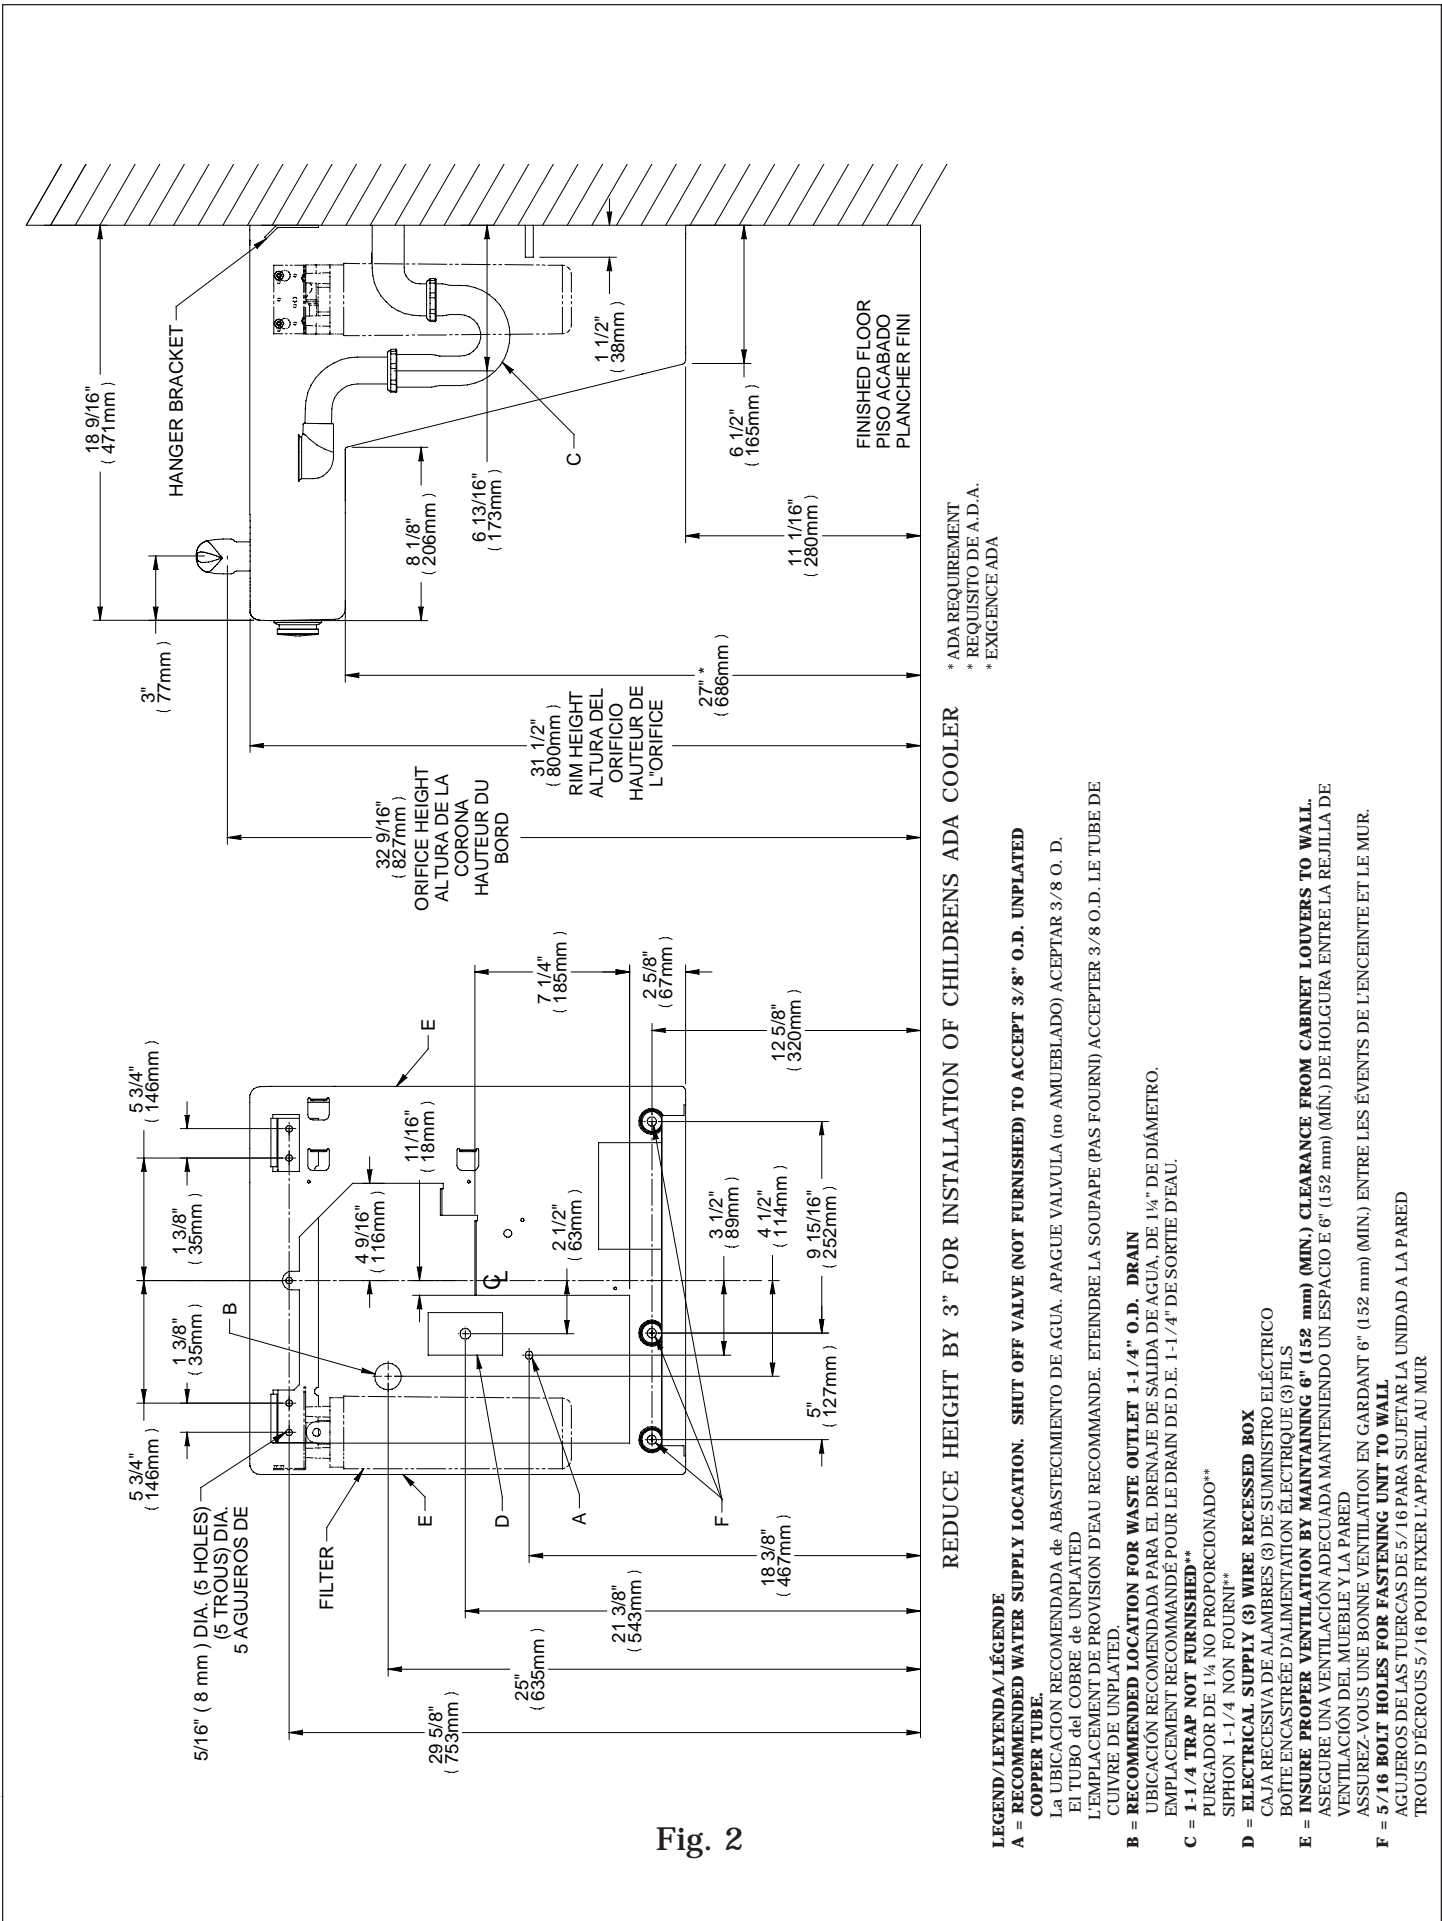 18 9/16"
( 471mm )
HANGER BRACKET
3"
( 77mm )
8 1/8"
( 206mm )
6 13/16"
( 173mm )
C
1 1/2"
( 38mm )
6 1/2"
( 165mm )
FINISHED FLOOR
PISO ACABADO
PLANCHER FINI
11 1/16"
( 280mm )
27" *
( 686mm )
31 1/2"
( 800mm )
RIM HEIGHT
ALTURA DEL
ORIFICIO
HAUTEUR DE
L"ORIFICE
32 9/16"
( 827mm )
ORIFICE HEIGHT
ALTURA DE LA
CORONA
HAUTEUR DU
BORD
* ADA REQUIREMENT
* REQUISITO DE A.D.A.
* EXIGENCE ADA
5/16" ( 8 mm ) DIA. (5 HOLES)
(5 TROUS) DIA.
5 AGUJEROS DE
5 3/4"
( 146mm )
1 3/8"
( 35mm )
B
1 3/8"
( 35mm )
5 3/4"
( 146mm )
4 9/16"
( 116mm )
11/16"
( 18mm )
E
FILTER
E
D
A
F
CL
2 1/2"
( 63mm )
3 1/2"
( 89mm )
4 1/2"
( 114mm )
9 15/16"
( 252mm )
5"
( 127mm )
7 1/4"
( 185mm )
2 5/8"
( 67mm )
12 5/8"
( 320mm )
18 3/8"
( 467mm )
21 3/8"
( 543mm )
25"
( 635mm )
29 5/8"
( 753mm )
REDUCE HEIGHT BY 3” FOR INSTALLATION OF CHILDRENS ADA COOLER
LEGEND/LEYENDA/LÉGENDE
A = RECOMMENDED WATER SUPPLY LOCATION. SHUT OFF VALVE (NOT FURNISHED) TO ACCEPT 3/8” O.D. UNPLATED
COPPER TUBE.
La UBICACION RECOMENDADA de ABASTECIMIENTO DE AGUA. APAGUE VALVULA (no AMUEBLADO) ACEPTAR 3/8 O. D.
El TUBO del COBRE de UNPLATED
L'EMPLACEMENT DE PROVISION D'EAU RECOMMANDE. ETEINDRE LA SOUPAPE (PAS FOURNI) ACCEPTER 3/8 O.D. LE TUBE DE
CUIVRE DE UNPLATED.
B = RECOMMENDED LOCATION FOR WASTE OUTLET 1-1/4” O.D. DRAIN
UBICACIÓN RECOMENDADA PARA EL DRENAJE DE SALIDA DE AGUA, DE 1¼” DE DIÁMETRO.
EMPLACEMENT RECOMMANDÉ POUR LE DRAIN DE D.E. 1-1/4" DE SORTIE D'EAU.
C = 1-1/4 TRAP NOT FURNISHED**
PURGADOR DE 1¼ NO PROPORCIONADO**
SIPHON 1-1/4 NON FOURNI**
D = ELECTRICAL SUPPLY (3) WIRE RECESSED BOX
CAJA RECESIVA DE ALAMBRES (3) DE SUMINISTRO ELÉCTRICO
BOÎTE ENCASTRÉE D'ALIMENTATION ÉLECTRIQUE (3) FILS
E = INSURE PROPER VENTILATION BY MAINTAINING 6" (152 mm) (MIN.) CLEARANCE FROM CABINET LOUVERS TO WALL.
ASEGURE UNA VENTILACIÓN ADECUADA MANTENIENDO UN ESPACIO E 6" (152 mm) (MÍN.) DE HOLGURA ENTRE LA REJILLA DE
VENTILACIÓN DEL MUEBLE Y LA PARED
ASSUREZ-VOUS UNE BONNE VENTILATION EN GARDANT 6" (152 mm) (MIN.) ENTRE LES ÉVENTS DE L'ENCEINTE ET LE MUR.
F = 5/16 BOLT HOLES FOR FASTENING UNIT TO WALL
AGUJEROS DE LAS TUERCAS DE 5/16 PARA SUJETAR LA UNIDAD A LA PARED
TROUS D'ÉCROUS 5/16 POUR FIXER L'APPAREIL AU MUR
Fig. 2